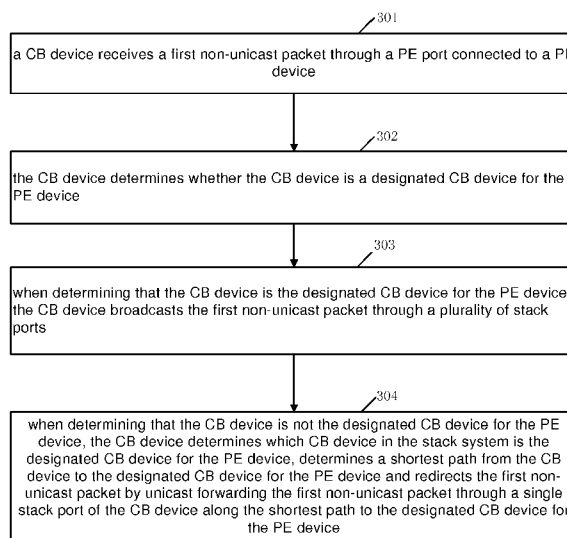 301
a CB device receives a first non-unicast packet through a PE port connected to a PE
device
302
the CB device determines whether the CB device is a designated CB device for the
PE device
303
when determining that the CB device is the designated CB device for the PE device
the CB device broadcasts the first non-unicast packet through a plurality of stack
ports
304
when determining that the CB device is not the designated CB device for the PE
device, the CB device determines which CB device in the stack system is the
designated CB device for the PE device, determines a shortest path from the CB
device to the designated CB device for the PE device and redirects the first non-
unicast packet by unicast forwarding the first non-unicast packet through a single
stack port of the CB device along the shortest path to the designated CB device for
the PE device